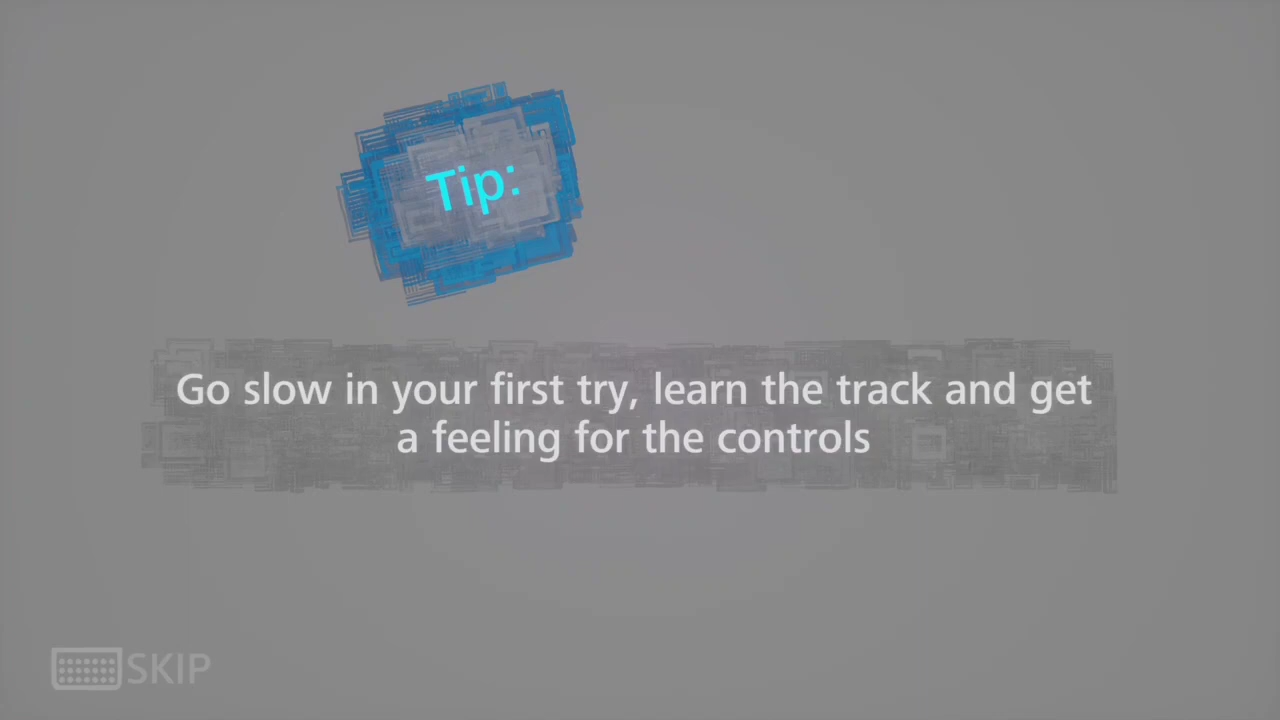 Tip:
Go slow in your first try, learn the track and get
a feeling for the controls
SKIP